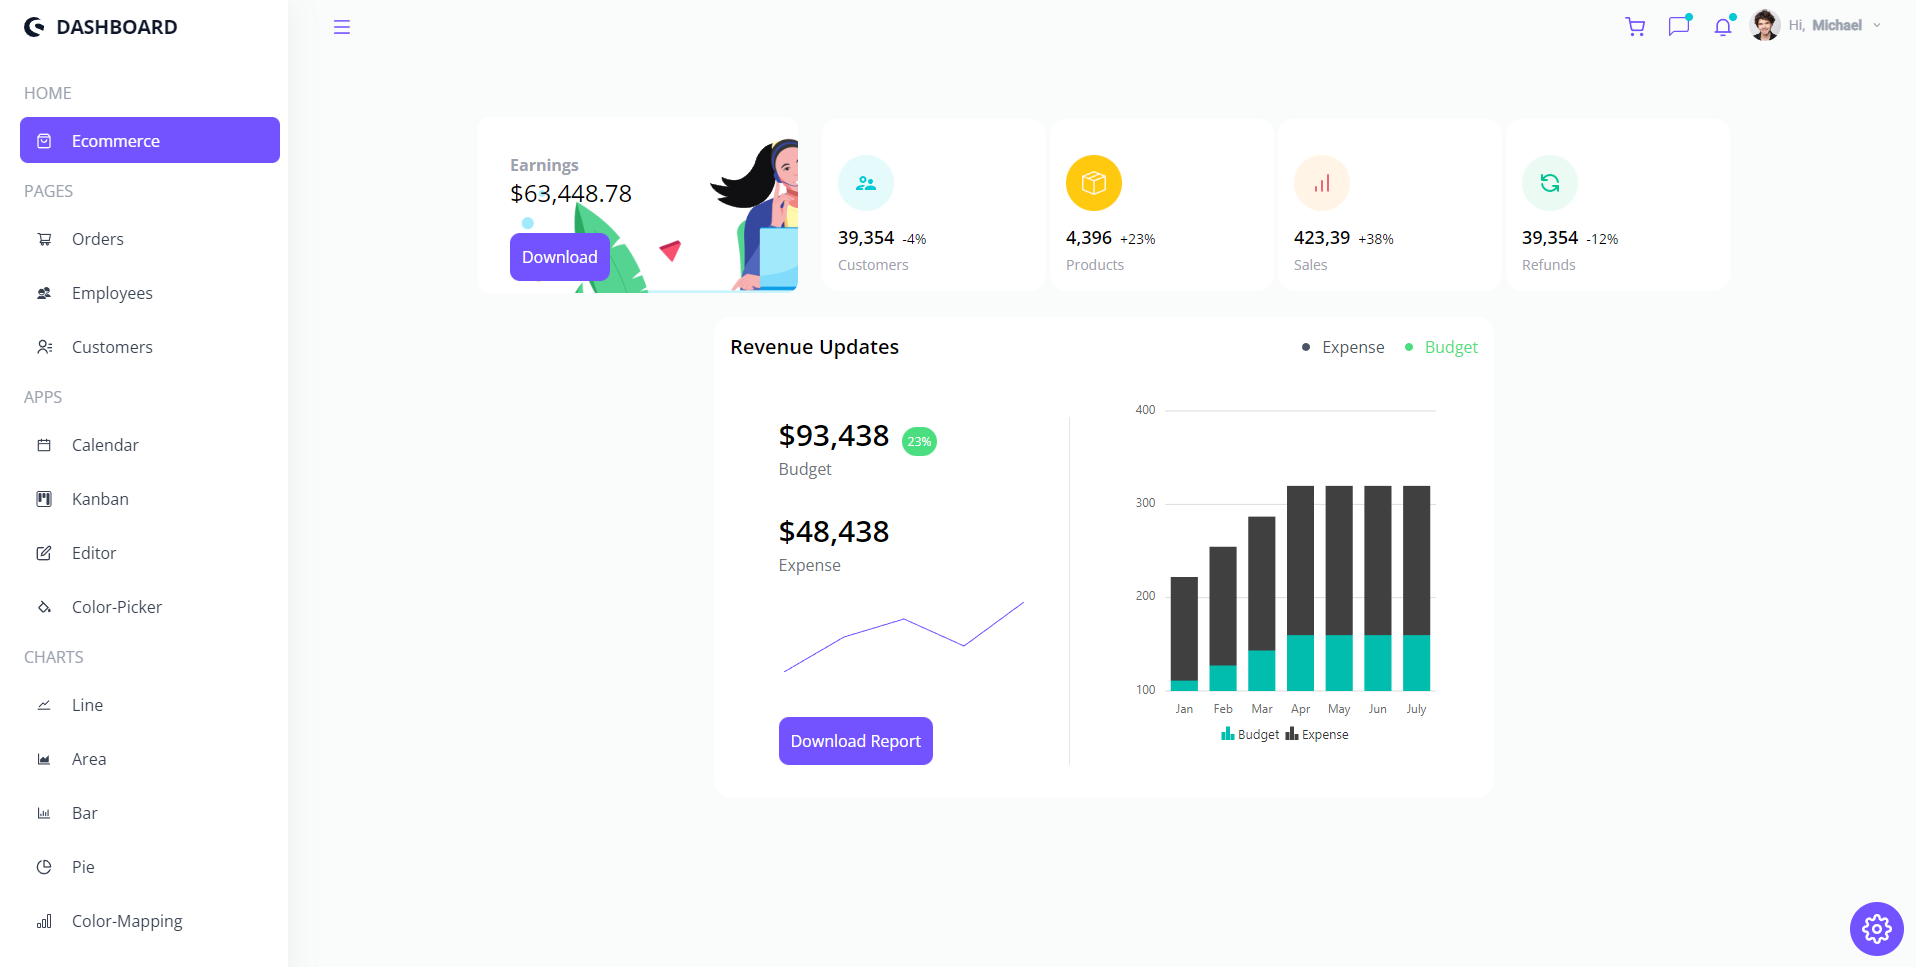 DASHBOARD
Hi, Michael
HOME
Ecommerce
PAGES
Orders
Employees
Customers
APPS
Calendar
Kanban
Editor
Color-Picker
CHARTS
Line
Area
Bar
Pie
Color-Mapping
Earnings
$63,448.78
Download
39,354 -4%
Customers
4,396 +23%
Products
423,39 +38%
Sales
39,354 -12%
Refunds
Revenue Updates
Expense
Budget
$93,438 23%
Budget
$48,438
Expense
Download Report
400
300
200
100
Jan Feb Mar Apr May Jun July
Budget Expense